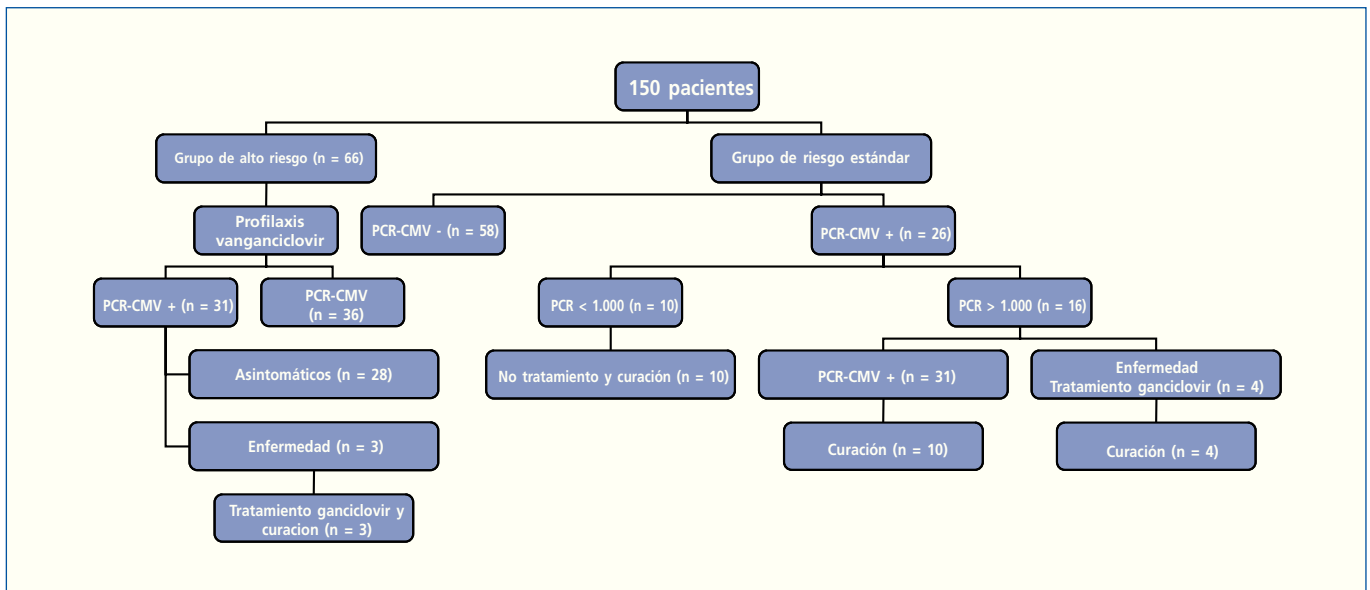 150 pacientes
Grupo de alto riesgo (n = 66)
Grupo de riesgo estándar
Profilaxis
vanganciclovir
PCR-CMV - (n = 58)
PCR-CMV + (n = 26)
PCR-CMV + (n = 31)
PCR-CMV
(n = 36)
PCR < 1.000 (n = 10)
PCR > 1.000 (n = 16)
Asintomáticos (n = 28)
No tratamiento y curación (n = 10)
PCR-CMV + (n = 31)
Enfermedad
Tratamiento ganciclovir (n = 4)
Enfermedad (n = 3)
Curación (n = 10)
Curación (n = 4)
Tratamiento ganciclovir y
curacion (n = 3)